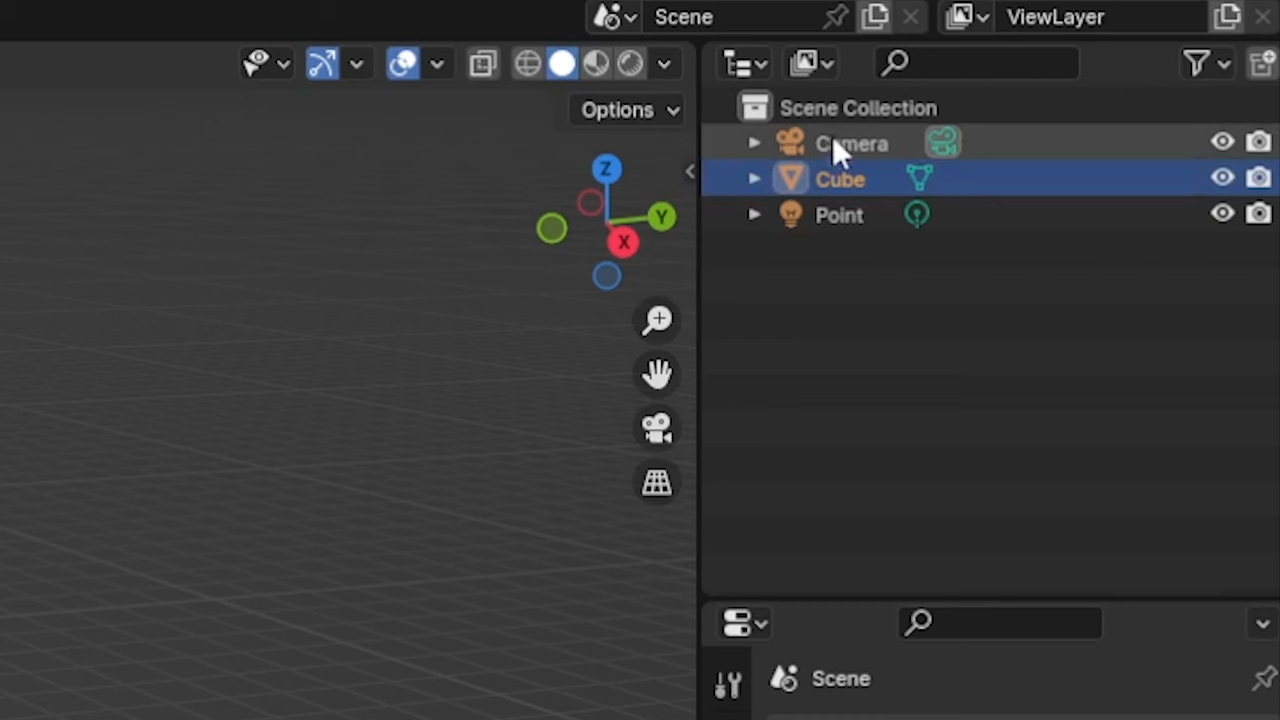 Scene
ViewLayer
Options
Scene Collection
Camera
Cube
Point
Z
Y
X
Scene